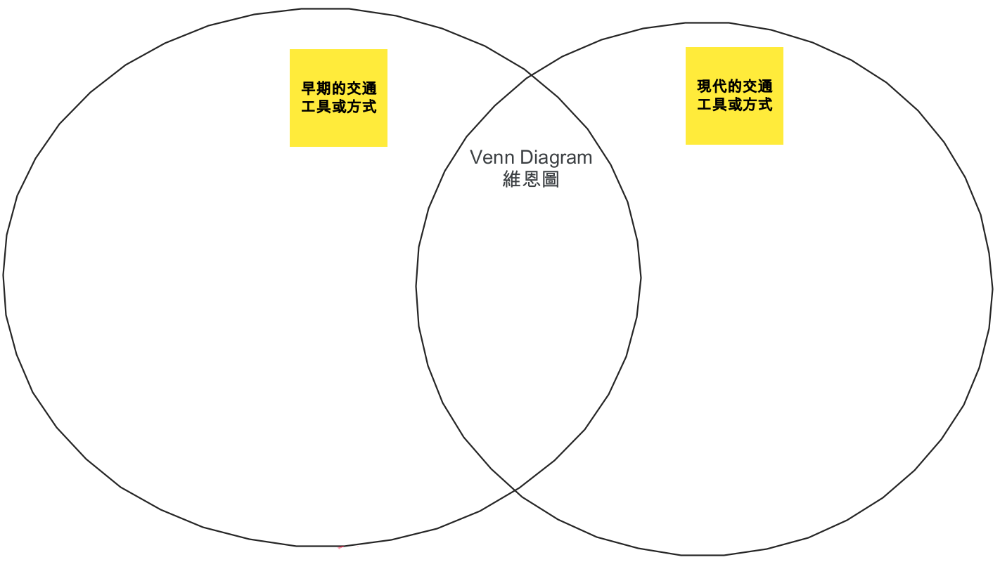 早期的交通
工具或方式
現代的交通
工具或方式
Venn Diagram
維恩圖